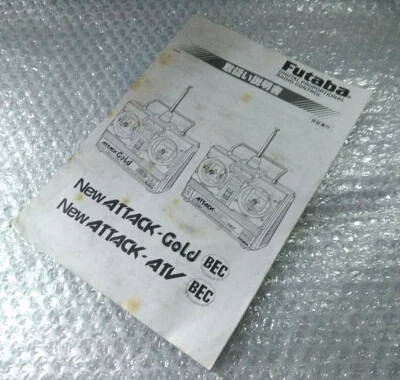 Futaba
DIGITAL PROPORTIONAL
RADIO CONTROL
取扱い説明書
ATTACK Gold
ATTACK
New ATTACK-Gold BEC
New ATTACK-ATV BEC